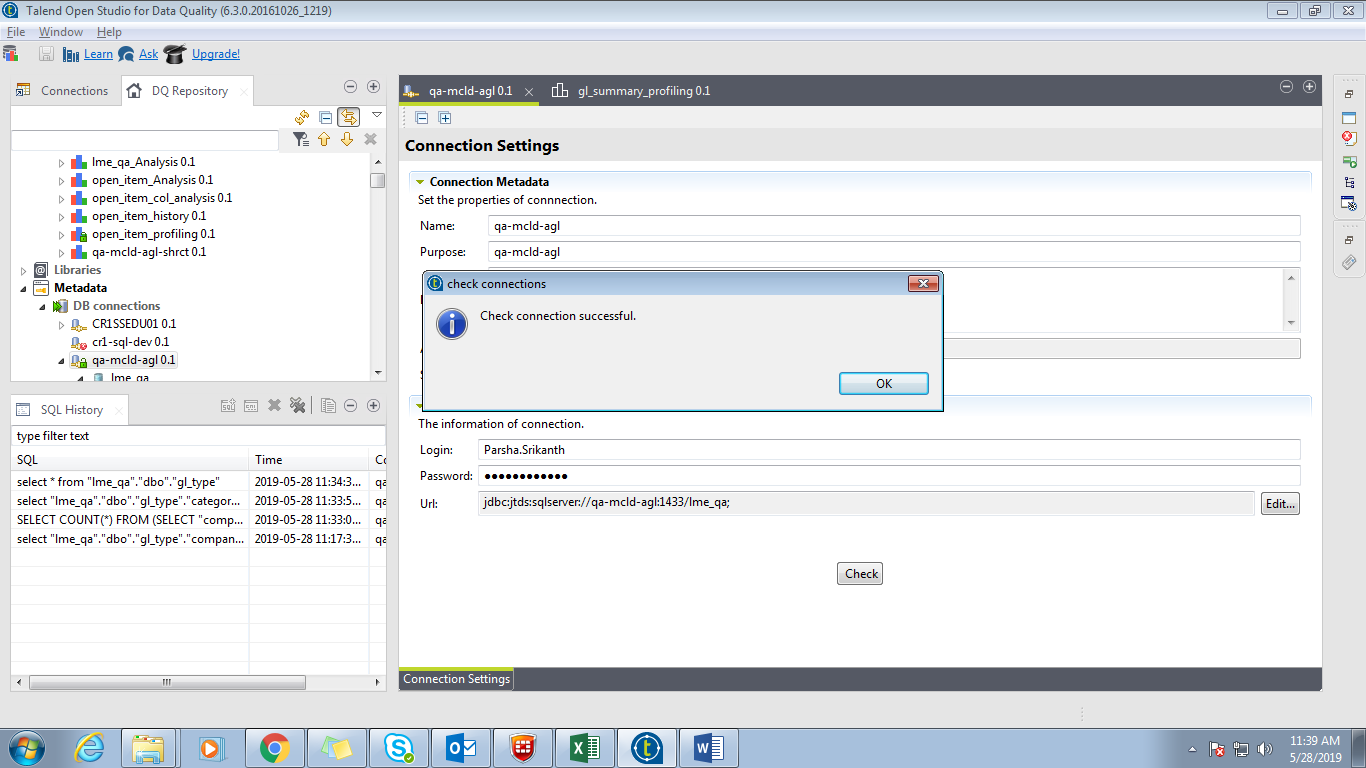 Talend Open Studio for Data Quality (6.3.0.20161026_1219)
File Window Help
Learn Ask Upgrade!
Connections DQ Repository
lme_qa_Analysis 0.1
open_item_Analysis 0.1
open_item_col_analysis 0.1
open_item_history 0.1
open_item_profiling 0.1
qa-mcld-agl-shrct 0.1
Libraries
Metadata
DB connections
CR1SSEDU01 0.1
cr1-sql-dev 0.1
qa-mcld-agl 0.1
lme_qa
SQL History
type filter text
SQL Time Co
select * from "lme_qa"."dbo"."gl_type" 2019-05-28 11:34:3... qa
select "lme_qa"."dbo"."gl_type"."categor... 2019-05-28 11:33:5... qa
SELECT COUNT(*) FROM (SELECT "comp... 2019-05-28 11:33:0... qa
select "lme_qa"."dbo"."gl_type"."compan... 2019-05-28 11:17:3... qa
qa-mcld-agl 0.1 gl_summary_profiling 0.1
Connection Settings
Connection Metadata
Set the properties of connnection.
Name: qa-mcld-agl
Purpose: qa-mcld-agl
check connections
Check connection successful.
OK
The information of connection.
Login: Parsha.Srikanth
Password: ●●●●●●●●●●●●
Url: jdbc:jtds:sqlserver://qa-mcld-agl:1433/lme_qa; Edit...
Check
Connection Settings
11:39 AM
5/28/2019